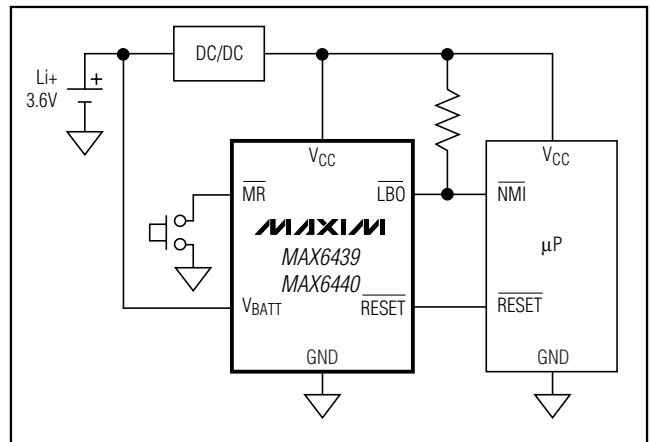 DC/DC
Li+
3.6V
+
VCC
VCC
MR
LBO
NMI
MAXIM
MAX6439
MAX6440
µP
VBATT
RESET
RESET
GND
GND